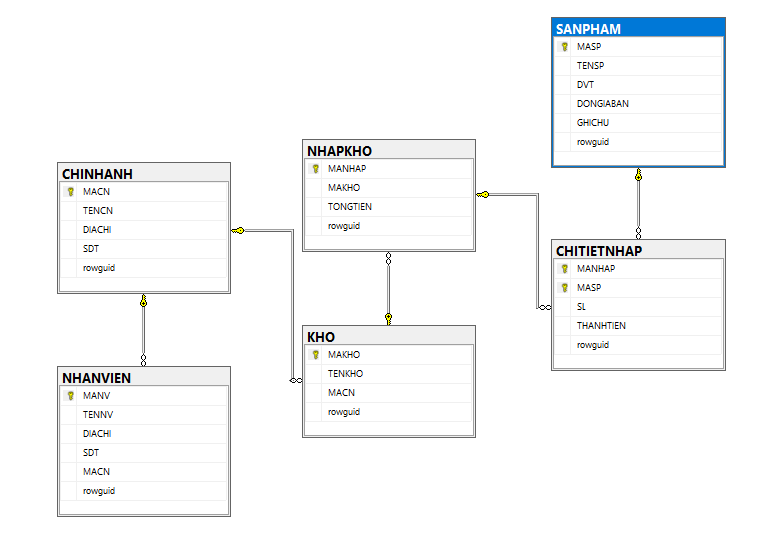 CHINHANH
MACN
TENCN
DIACHI
SDT
rowguid
NHANVIEN
MANV
TENNV
DIACHI
SDT
MACN
rowguid
NHAPKHO
MANHAP
MAKHO
TONGTIEN
rowguid
KHO
MAKHO
TENKHO
MACN
rowguid
SANPHAM
MASP
TENSP
DVT
DONGIABAN
GHICHU
rowguid
CHITIETNHAP
MANHAP
MASP
SL
THANHTIEN
rowguid